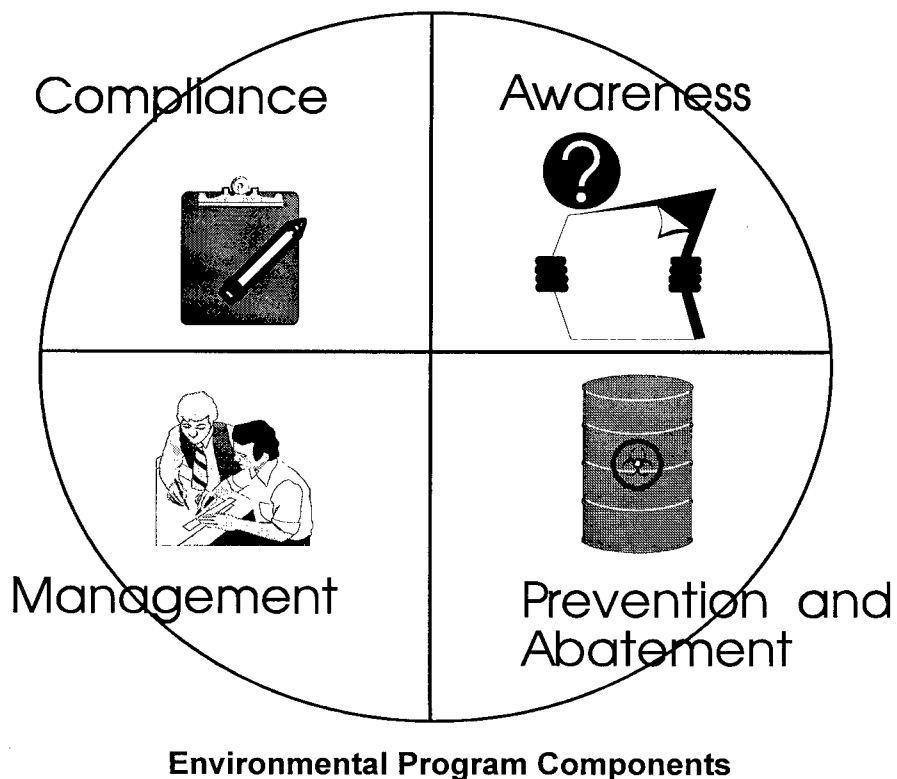 Compliance
Awareness
?
Management
Prevention and
Abatement
Environmental Program Components